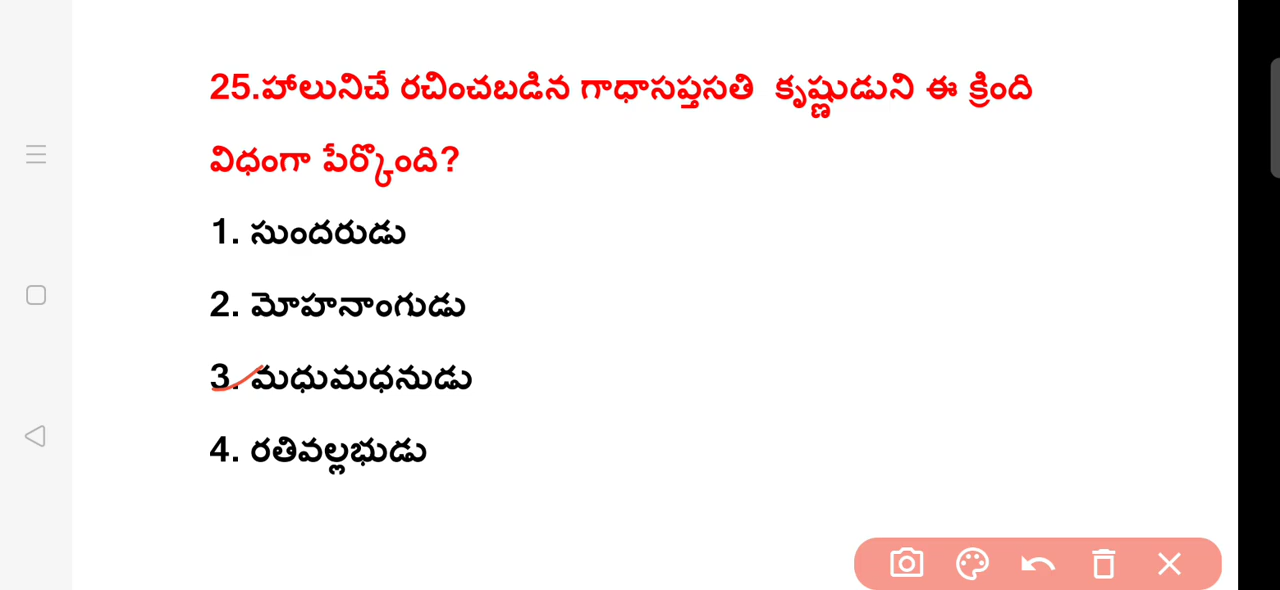 25.హాలునిచే రచించబడిన గాధాసప్తసతి కృష్ణుడుని ఈ క్రింది
విధంగా పేర్కొంది?
1. సుందరుడు
2. మోహనాంగుడు
3. మధుమధనుడు
4. రతివల్లభుడు